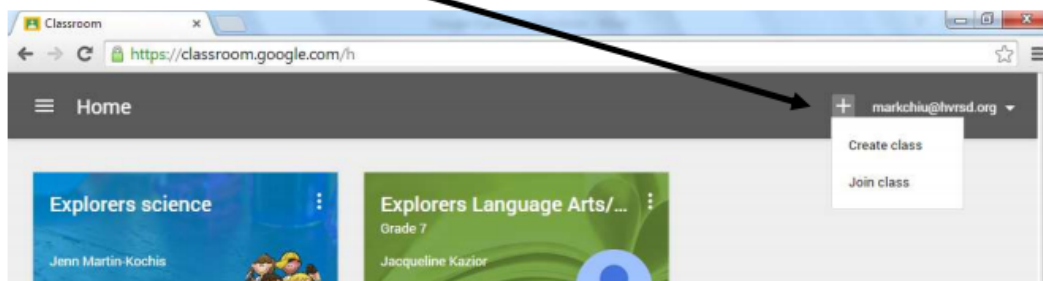 Classroom
https://classroom.google.com/h
Home
markchiu@hvrsd.org
Create class
Join class
Explorers science
Jenn Martin-Kochis
Explorers Language Arts/...
Grade 7
Jacqueline Kazior